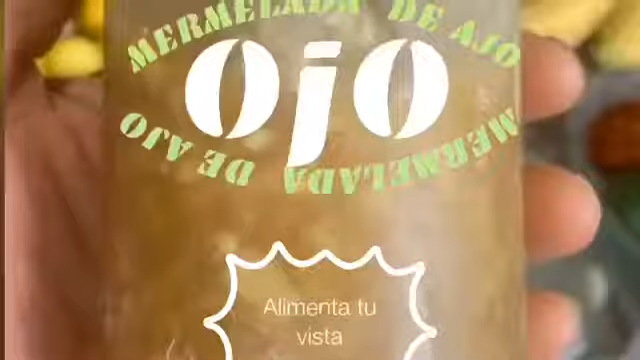 MERMELADA DE AJO
OJO
MERMELADA DE AJO
Alimenta tu
vista